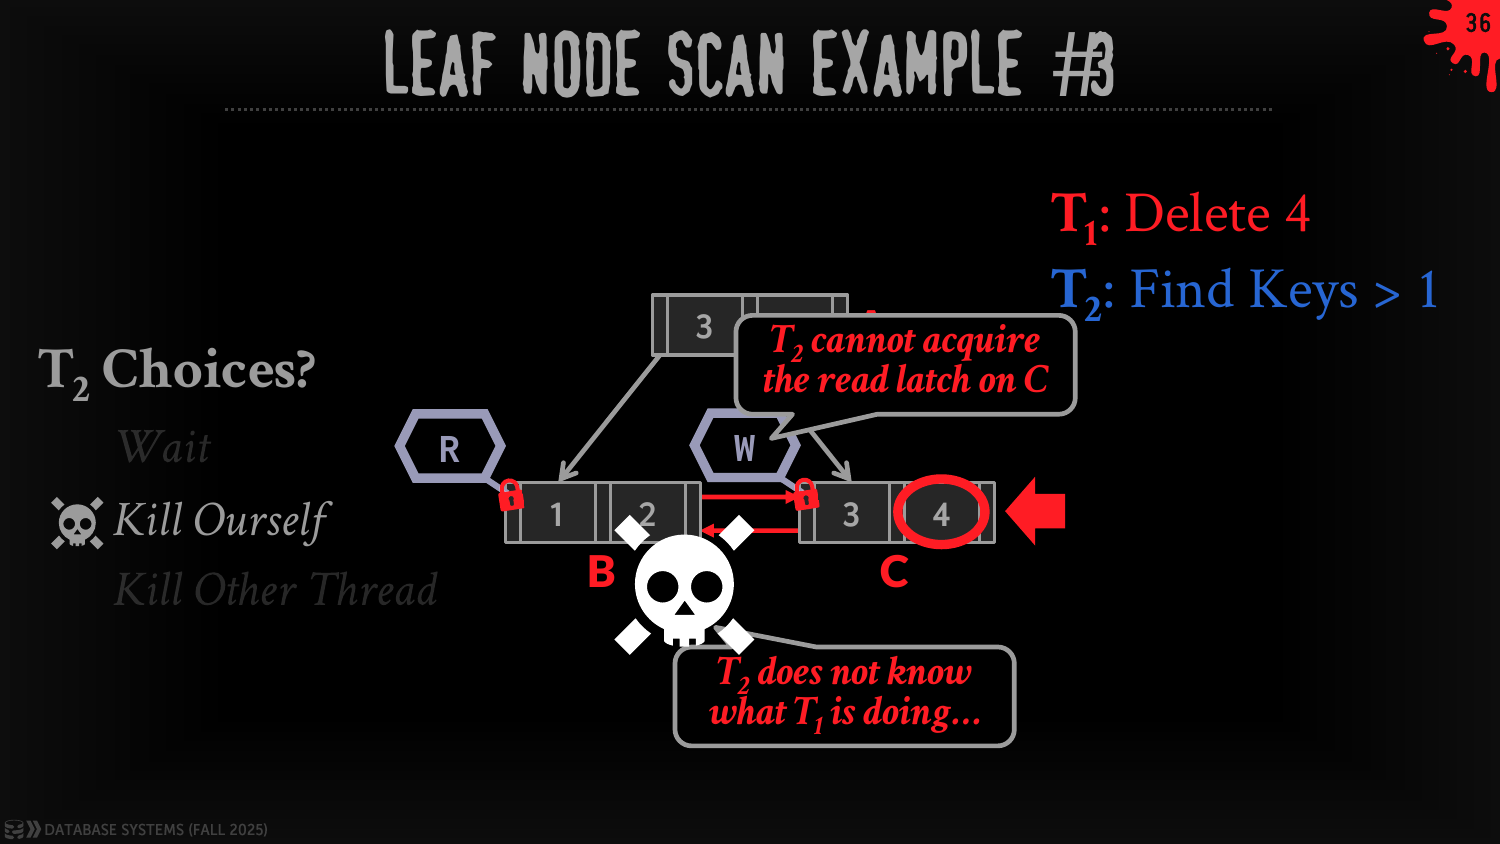 36
LEAF NODE SCAN EXAMPLE #3
T₁: Delete 4
T₂: Find Keys > 1
3
T₂ cannot acquire
the read latch on C
T₂ Choices?
Wait
Kill Ourself
Kill Other Thread
R
W
1 2
3 4
B
C
T₂ does not know
what T₁ is doing...
DATABASE SYSTEMS (FALL 2025)